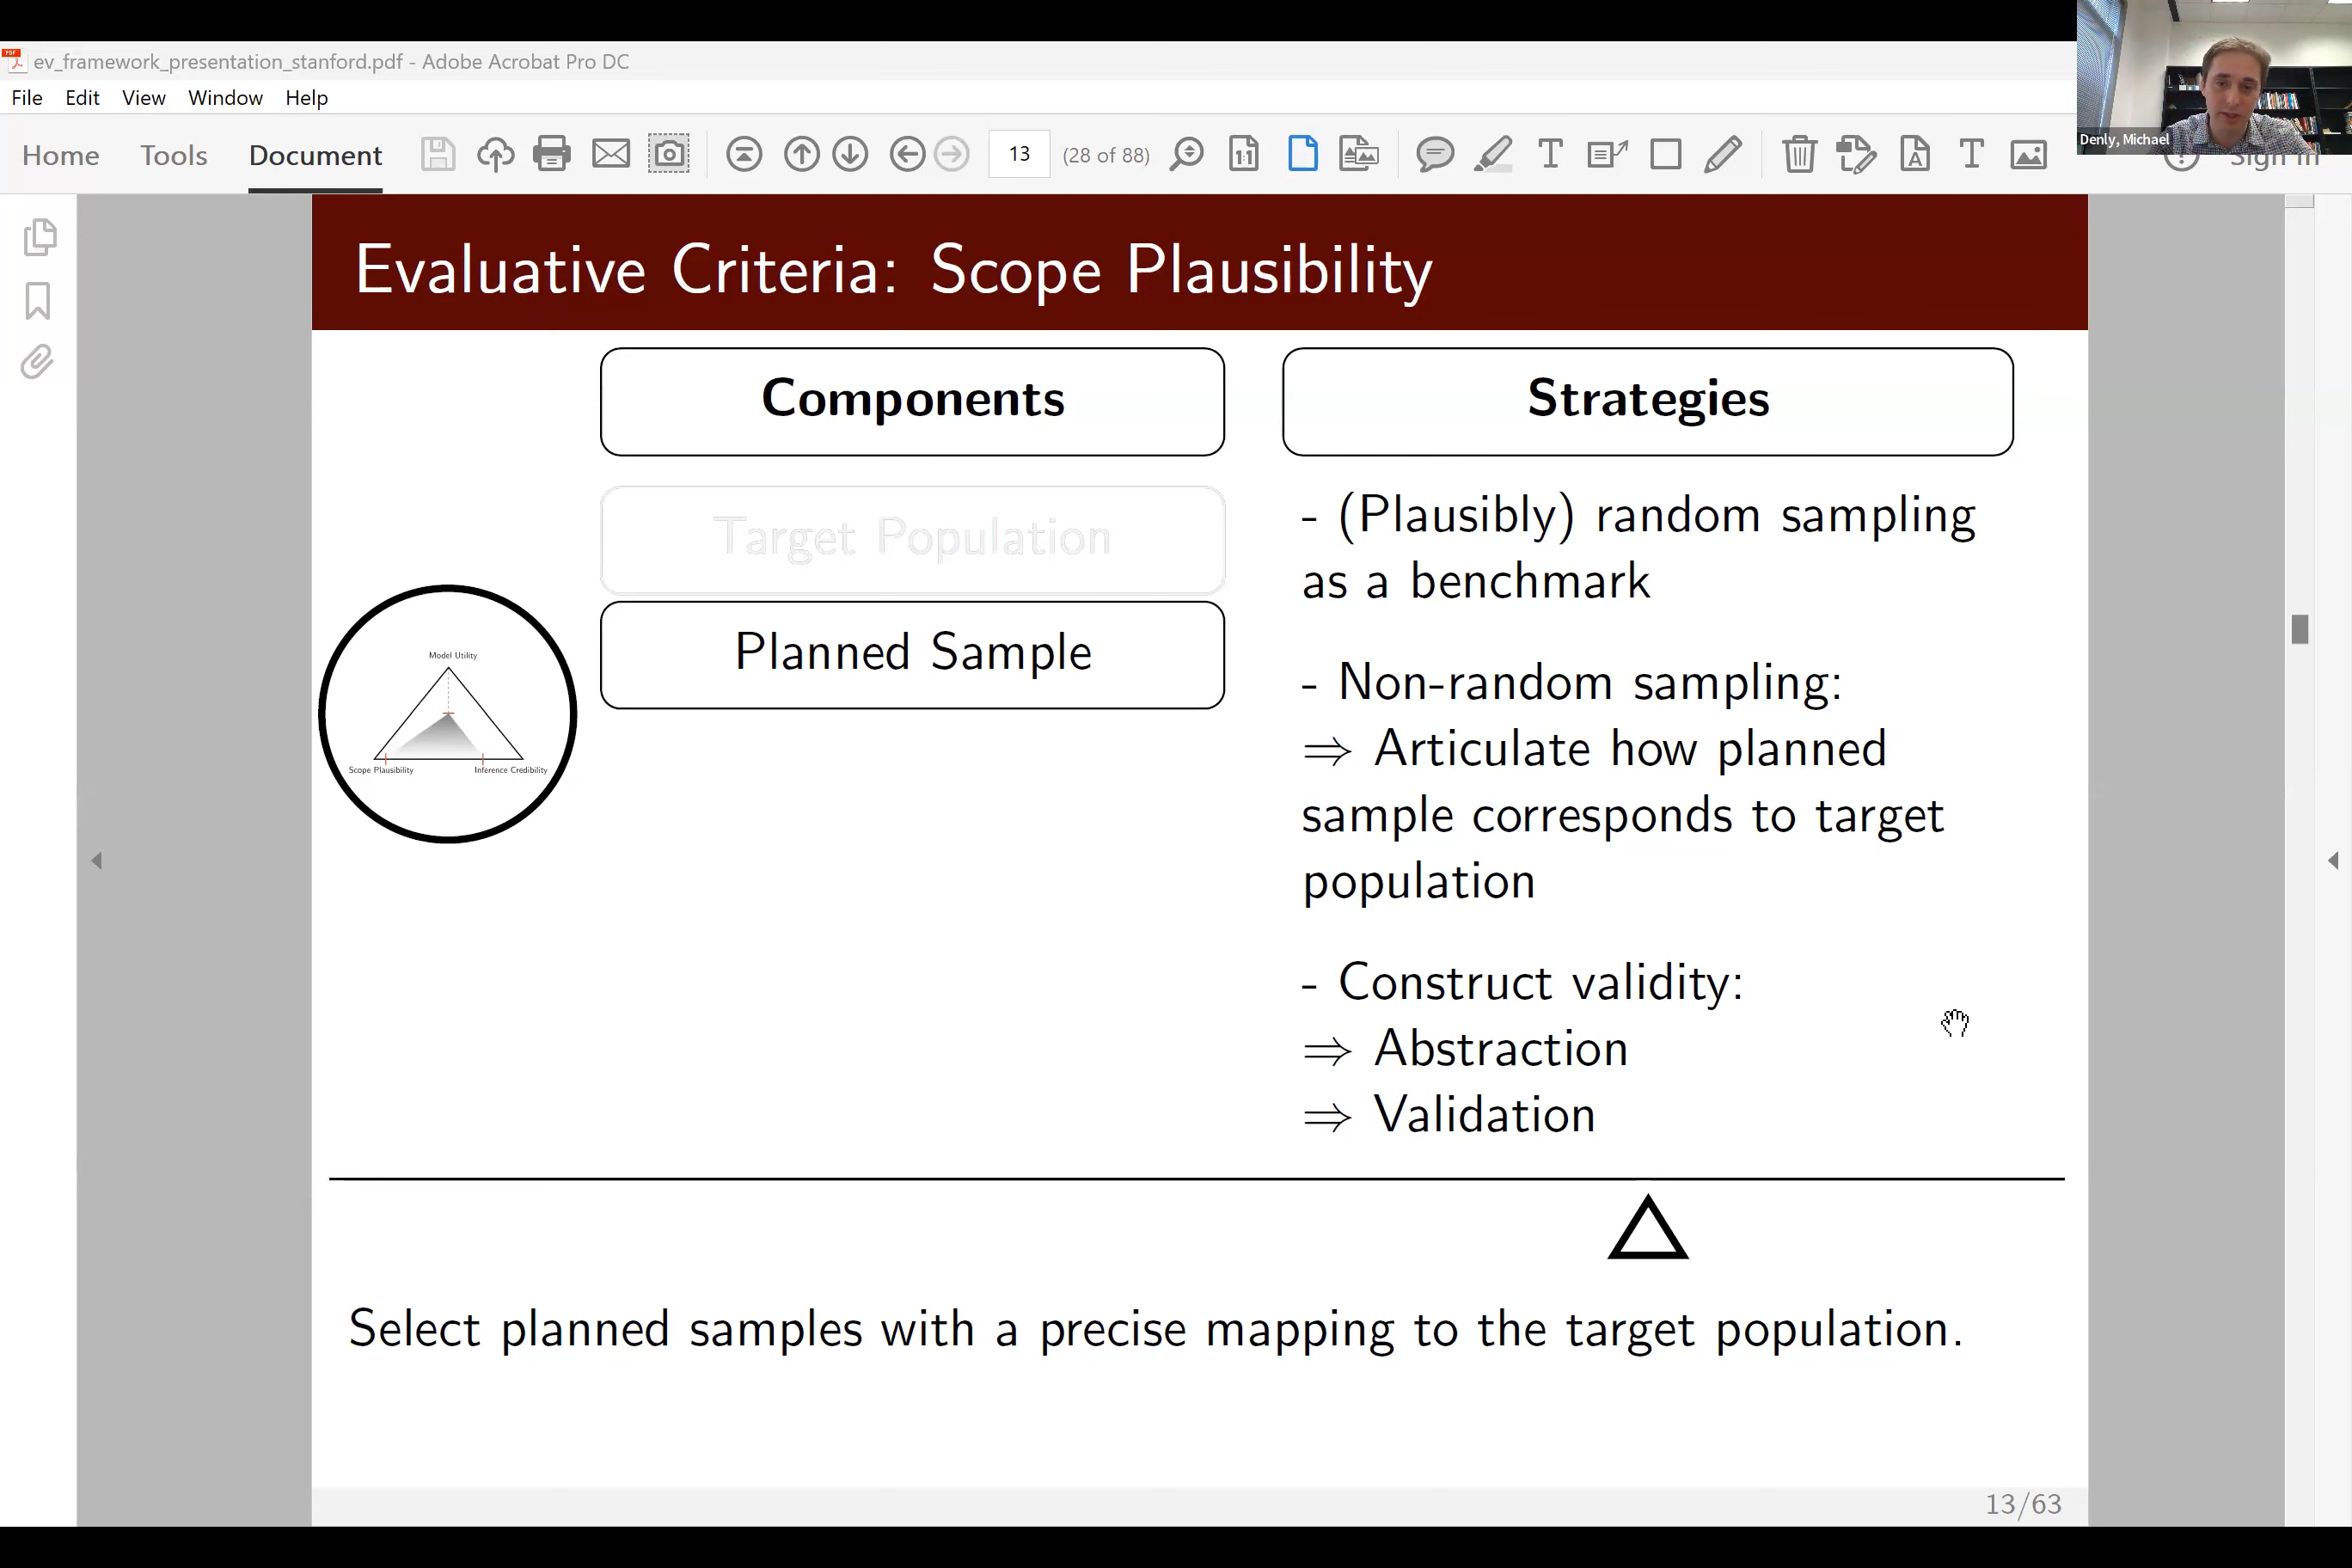 ev_framework_presentation_stanford.pdf - Adobe Acrobat Pro DC
File Edit View Window Help
Home Tools Document 13 (28 of 88) Sign In
Denly, Michael
Evaluative Criteria: Scope Plausibility
Components
Strategies
Target Population
Planned Sample
Model Utility
Scope Plausibility Inference Credibility
- (Plausibly) random sampling
as a benchmark
- Non-random sampling:
⇒ Articulate how planned
sample corresponds to target
population
- Construct validity:
⇒ Abstraction
⇒ Validation
Select planned samples with a precise mapping to the target population.
13/63